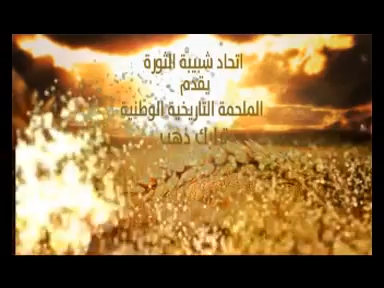 اتحاد شبيبة الثورة
يقدم
الملحمة التاريخية الوطنية
ذهب